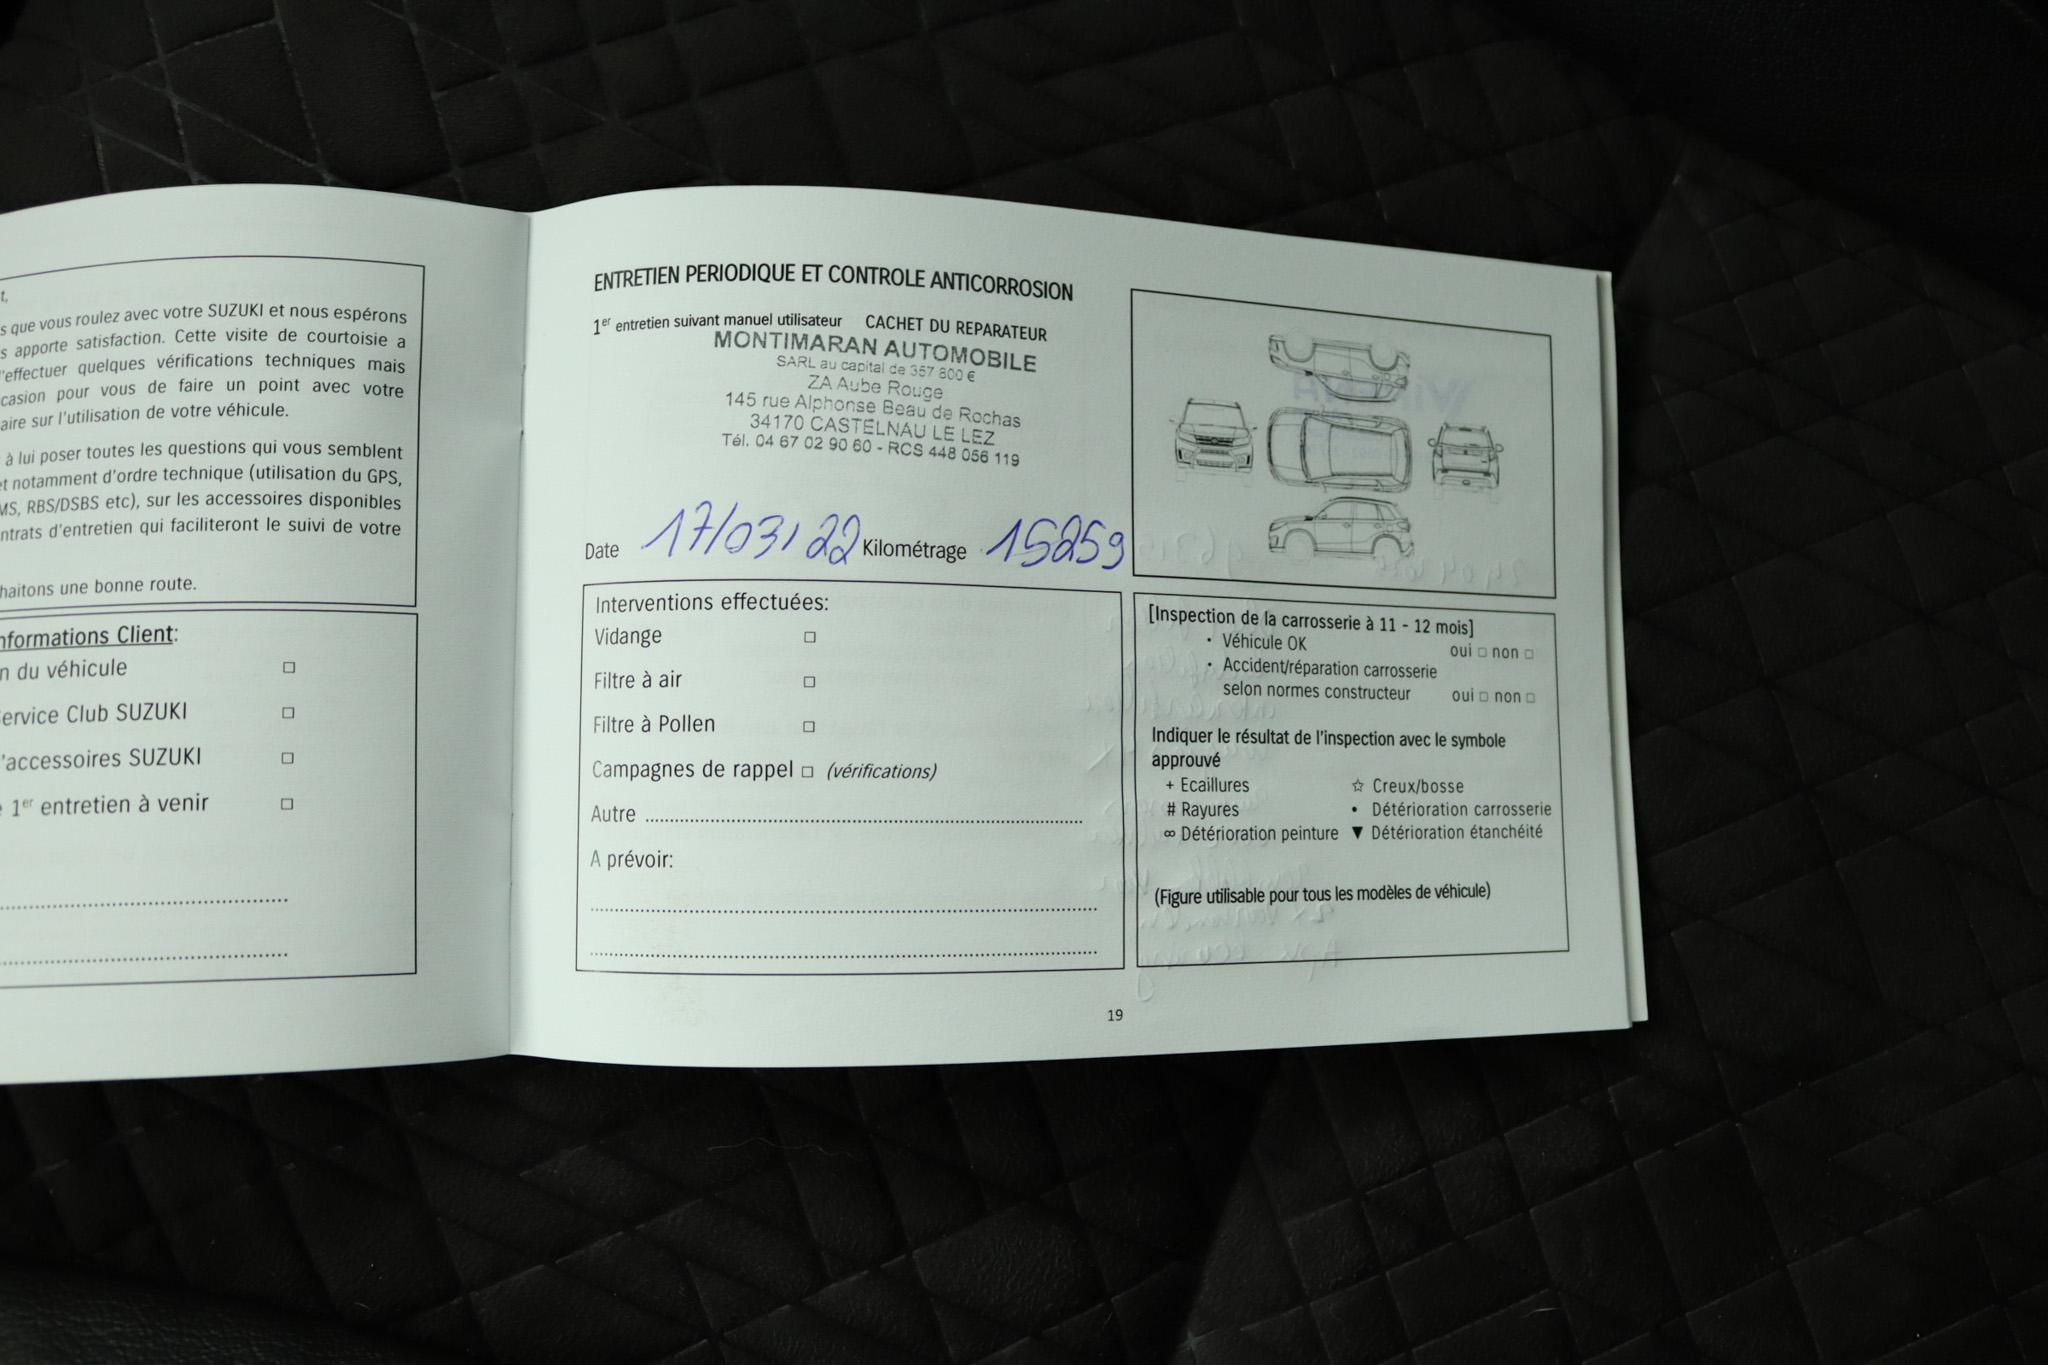 t,
s que vous roulez avec votre SUZUKI et nous espérons
s apporte satisfaction. Cette visite de courtoisie a
'effectuer quelques vérifications techniques mais
casion pour vous de faire un point avec votre
aire sur l'utilisation de votre véhicule.
à lui poser toutes les questions qui vous semblent
et notamment d'ordre technique (utilisation du GPS,
MS, RBS/DSBS etc), sur les accessoires disponibles
ntrats d'entretien qui faciliteront le suivi de votre
haitons une bonne route.
nformations Client:
n du véhicule □
Service Club SUZUKI □
'accessoires SUZUKI □
e 1er entretien à venir □
ENTRETIEN PERIODIQUE ET CONTROLE ANTICORROSION
1er entretien suivant manuel utilisateur CACHET DU REPARATEUR
MONTIMARAN AUTOMOBILE
SARL au capital de 357 800 €
ZA Aube Rouge
145 rue Alphonse Beau de Rochas
34170 CASTELNAU LE LEZ
Tél. 04 67 02 90 60 - RCS 448 056 119
Date 17/03/22 Kilométrage 15259
Interventions effectuées:
Vidange □
Filtre à air □
Filtre à Pollen □
Campagnes de rappel □ (vérifications)
Autre
A prévoir:
[Inspection de la carrosserie à 11 - 12 mois]
• Véhicule OK oui □ non □
• Accident/réparation carrosserie
selon normes constructeur oui □ non □
Indiquer le résultat de l'inspection avec le symbole
approuvé
+ Ecaillures ☆ Creux/bosse
# Rayures • Détérioration carrosserie
∞ Détérioration peinture ▼ Détérioration étanchéité
(Figure utilisable pour tous les modèles de véhicule)
19